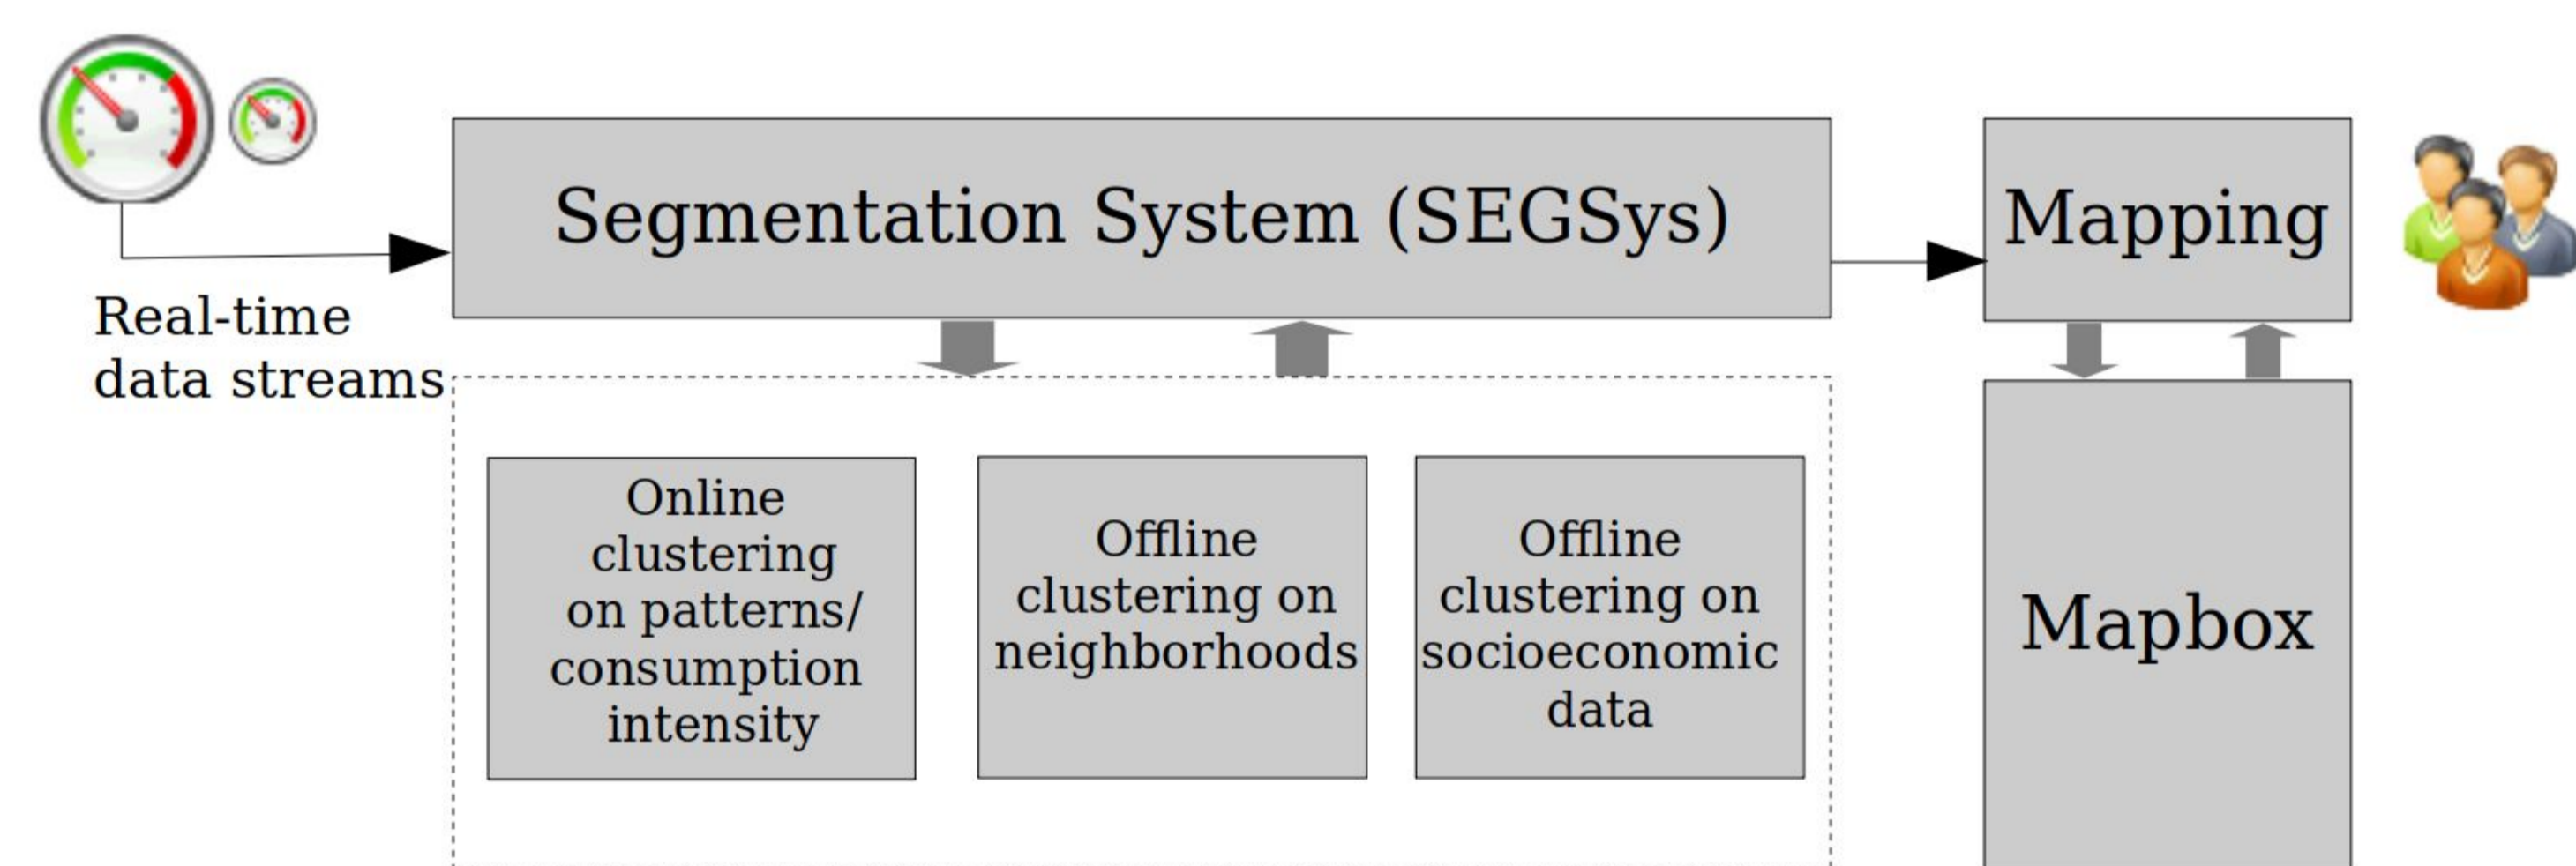 Segmentation System (SEGSys)
Mapping
Real-time
data streams
Online
clustering
on patterns/
consumption
intensity
Offline
clustering on
neighborhoods
Offline
clustering on
socioeconomic
data
Mapbox